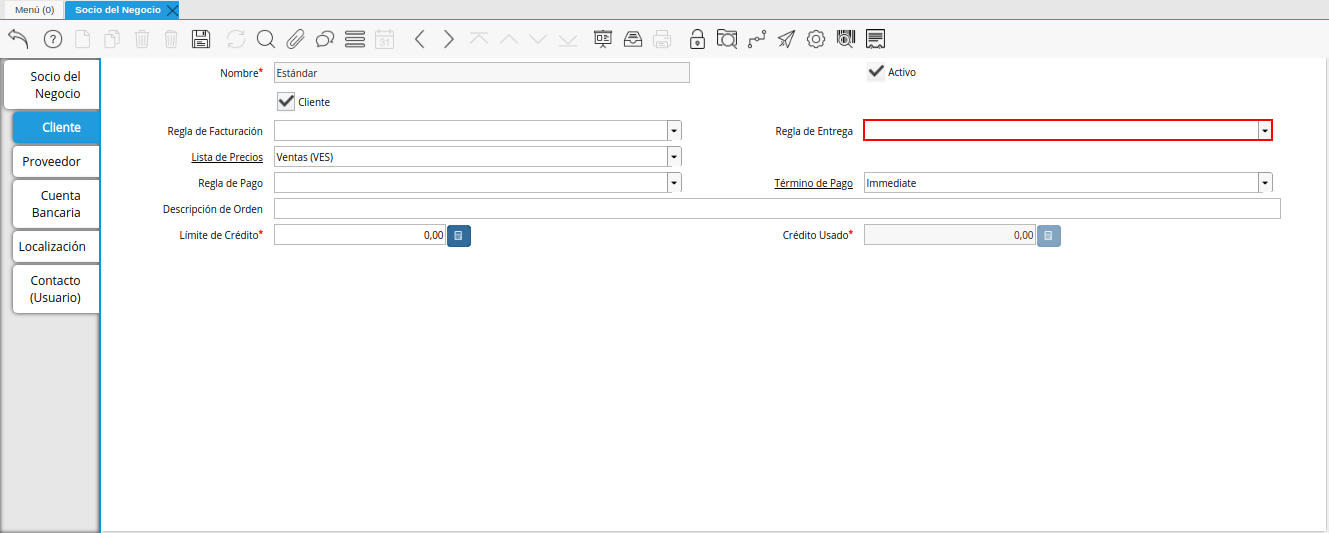 Menú (0)
Socio del Negocio
31
Socio del
Negocio
Cliente
Proveedor
Cuenta
Bancaria
Localización
Contacto
(Usuario)
Nombre* Estándar Activo
Cliente
Regla de Facturación Regla de Entrega
Lista de Precios Ventas (VES)
Regla de Pago Término de Pago Immediate
Descripción de Orden
Límite de Crédito* 0,00 Crédito Usado* 0,00